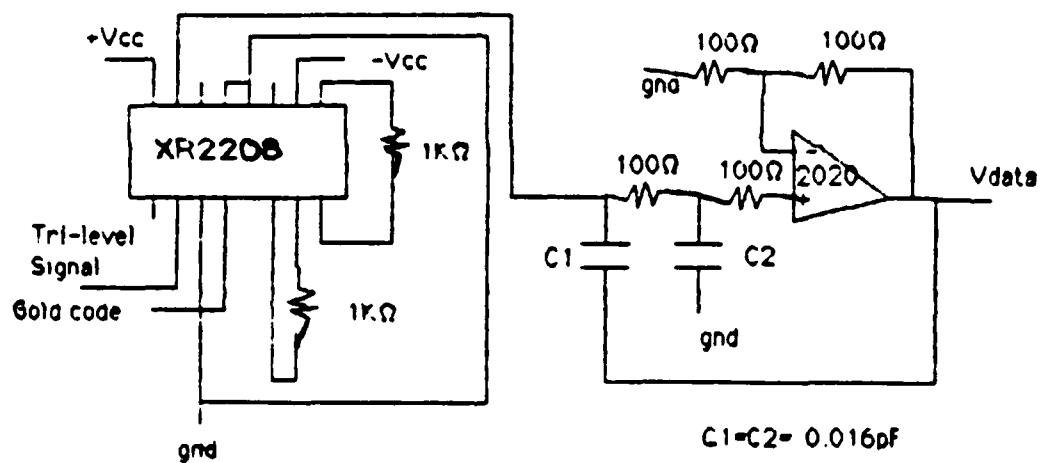 +Vcc
-Vcc
XR2208
1KΩ
Tri-level
Signal
Gold code
1KΩ
gnd
100Ω
100Ω
gnd
100Ω
100Ω
-
2020
+
Vdata
C1
C2
gnd
C1=C2= 0.016pF